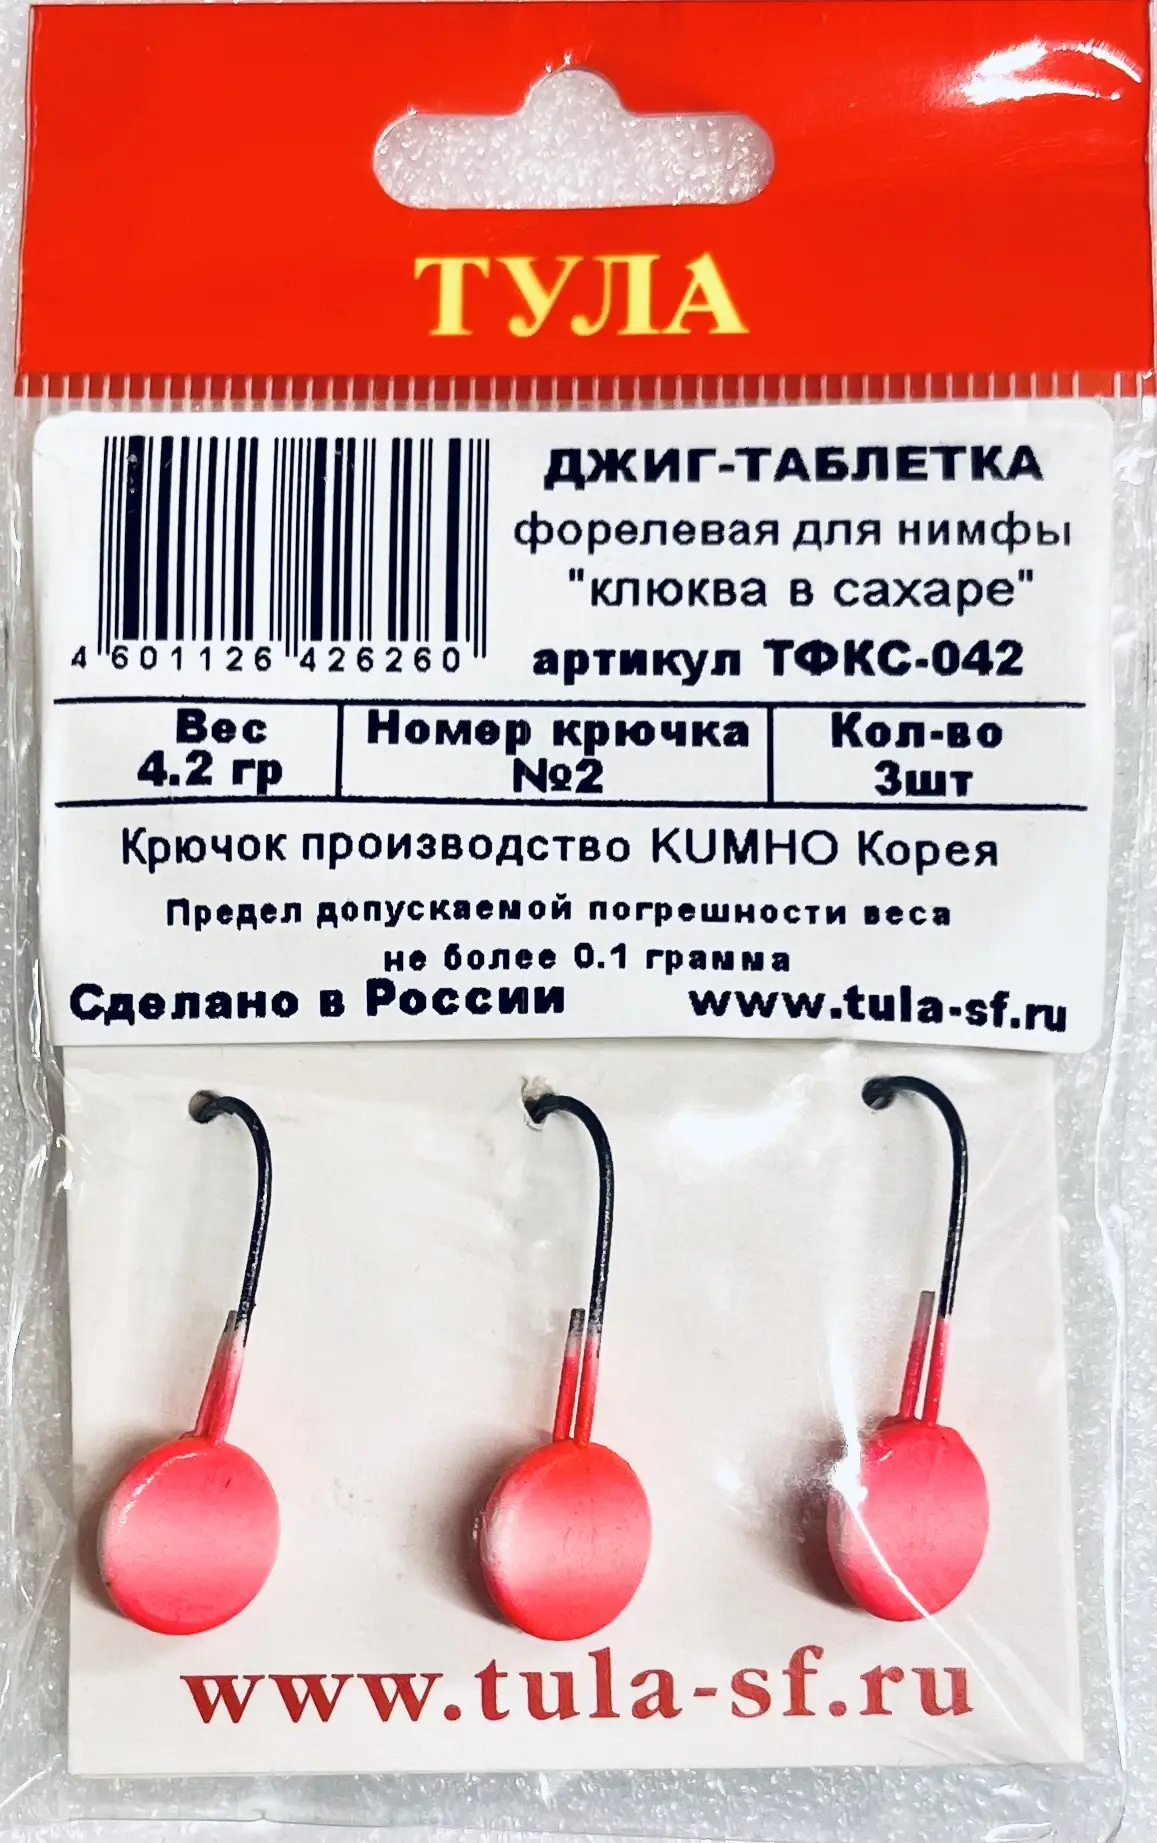 ТУЛА
ДЖИГ-ТАБЛЕТКА
форелевая для нимфы
"клюква в сахаре"
артикул ТФКС-042
4 601126 426260
Вес
4.2 гр
Номер крючка
№2
Кол-во
3шт
Крючок производство KUMHO Корея
Предел допускаемой погрешности веса
не более 0.1 грамма
Сделано в России www.tula-sf.ru
www.tula-sf.ru